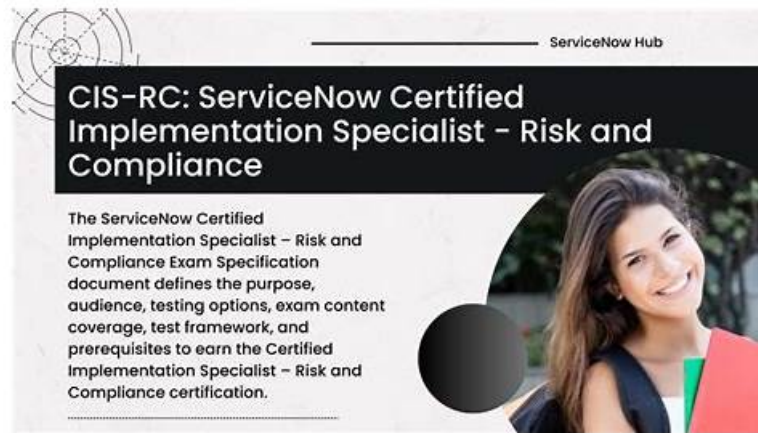 ServiceNow Hub
CIS-RC: ServiceNow Certified
Implementation Specialist - Risk and
Compliance
The ServiceNow Certified
Implementation Specialist – Risk and
Compliance Exam Specification
document defines the purpose,
audience, testing options, exam content
coverage, test framework, and
prerequisites to earn the Certified
Implementation Specialist – Risk and
Compliance certification.